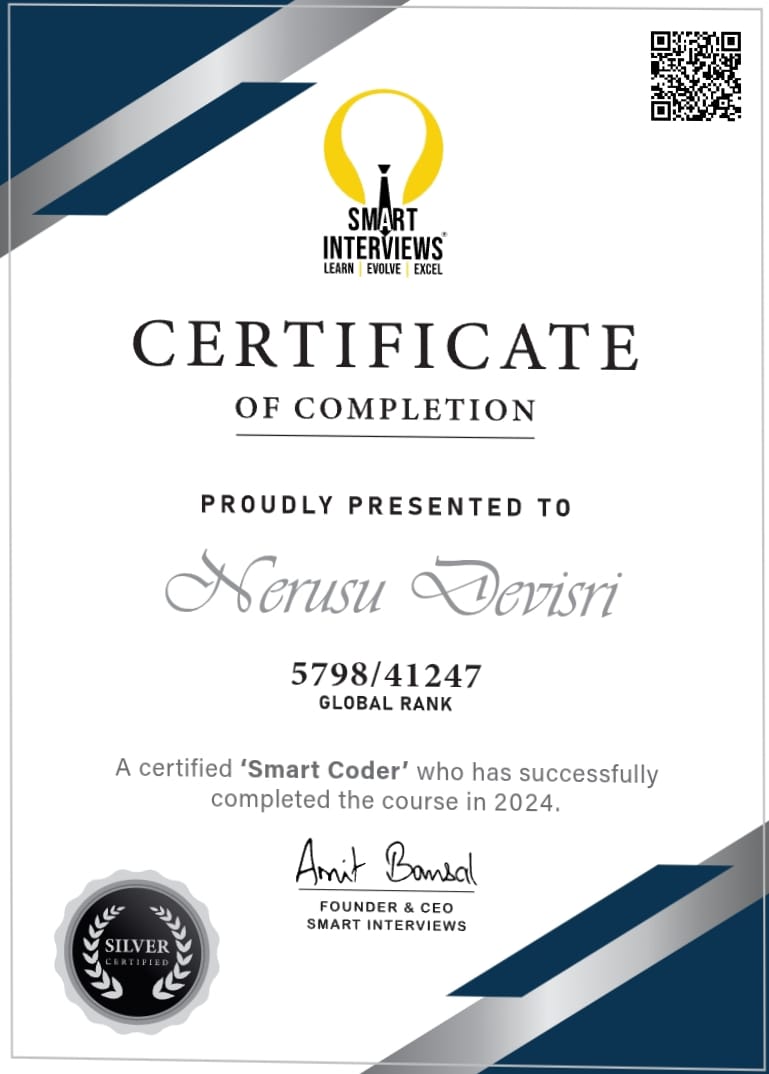 SMART
INTERVIEWS®
LEARN | EVOLVE | EXCEL
CERTIFICATE
OF COMPLETION
PROUDLY PRESENTED TO
Nerusu Devisri
5798/41247
GLOBAL RANK
A certified ‘Smart Coder’ who has successfully
completed the course in 2024.
Amit Bansal
FOUNDER & CEO
SMART INTERVIEWS
SILVER
CERTIFIED